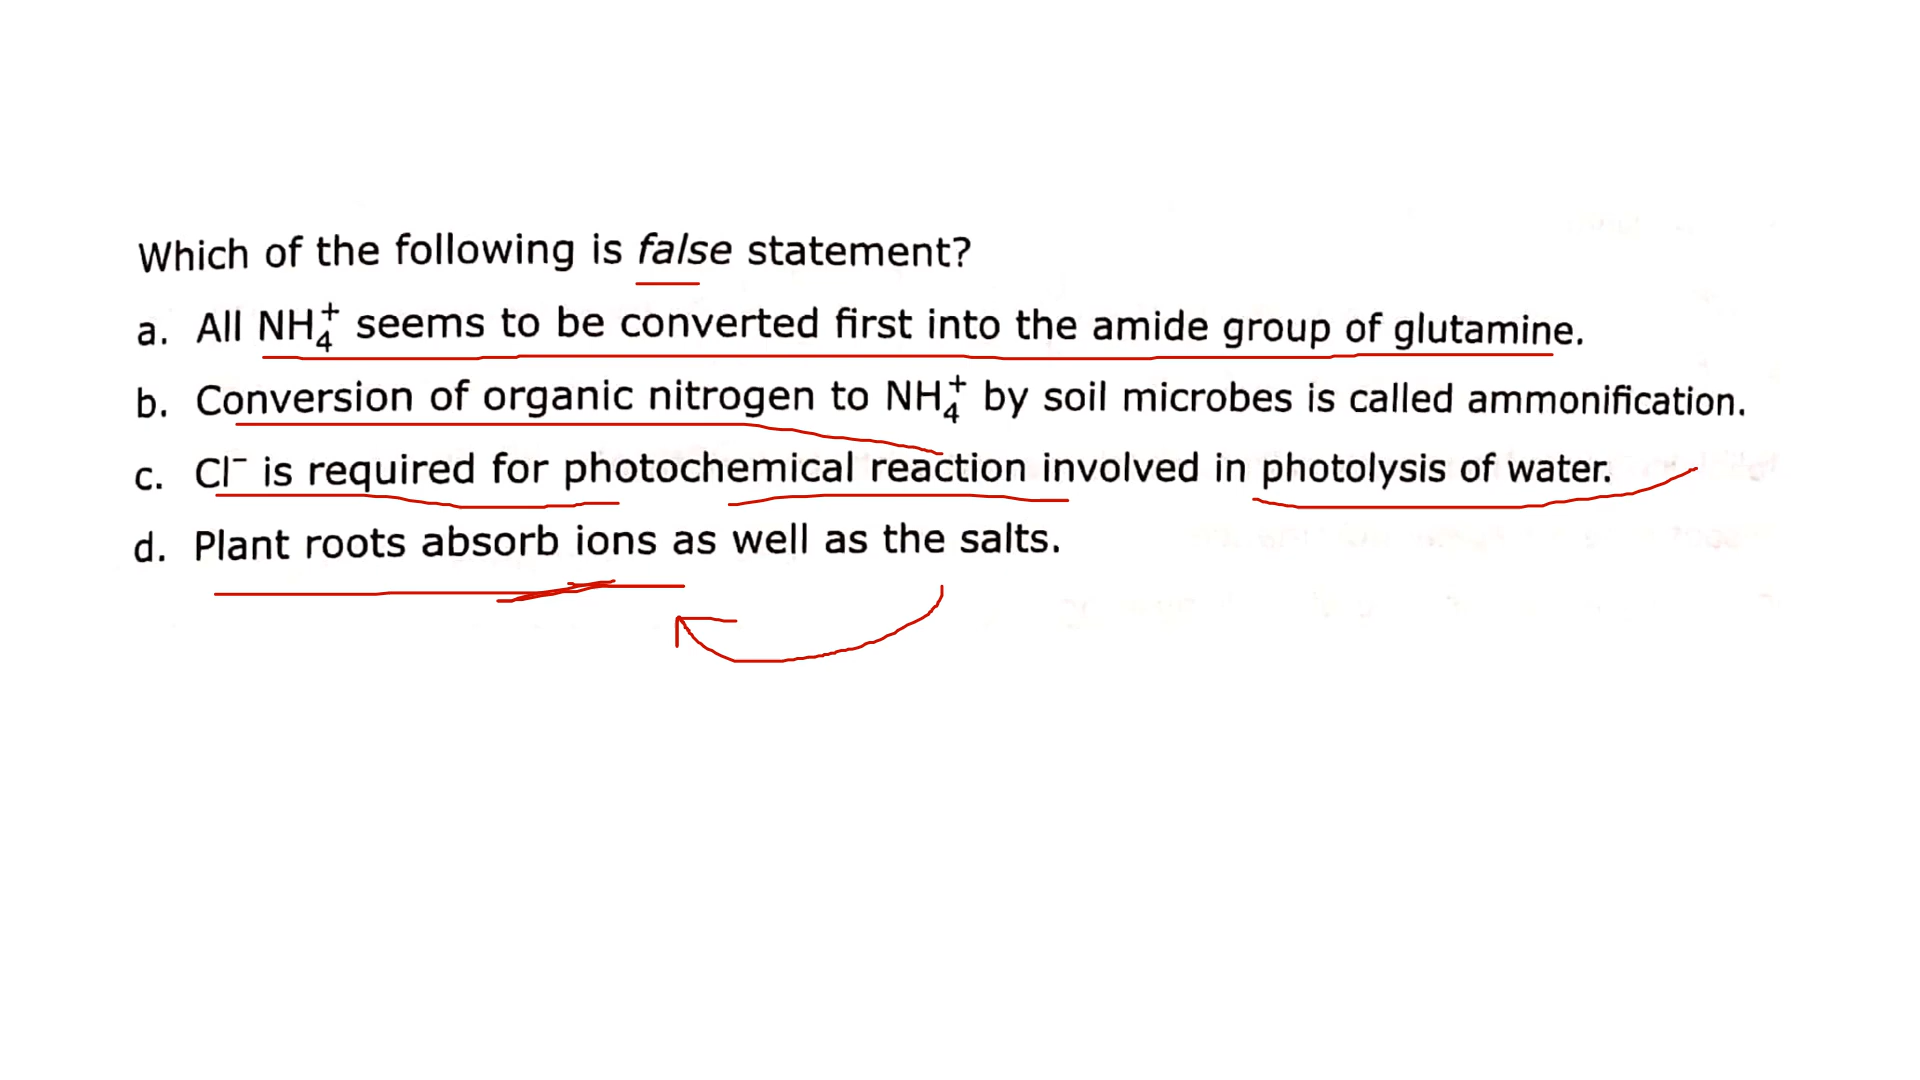 Which of the following is false statement?
a. All NH₄⁺ seems to be converted first into the amide group of glutamine.
b. Conversion of organic nitrogen to NH₄⁺ by soil microbes is called ammonification.
c. Cl⁻ is required for photochemical reaction involved in photolysis of water.
d. Plant roots absorb ions as well as the salts.